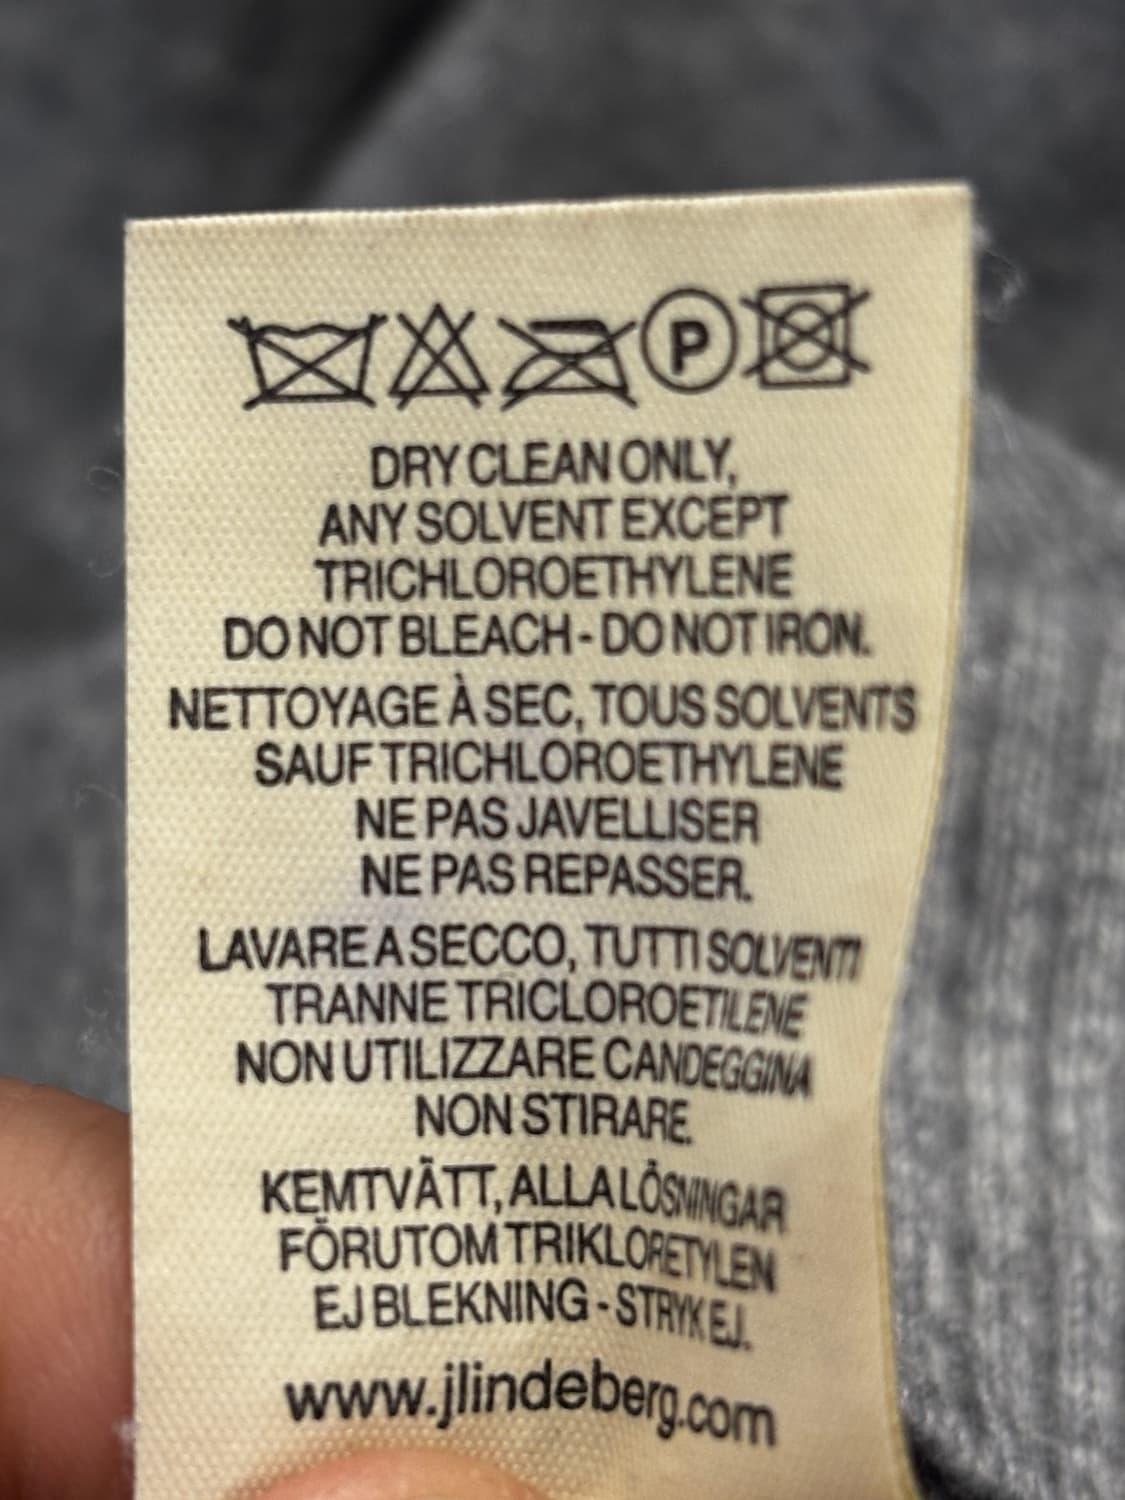 P
DRY CLEAN ONLY,
ANY SOLVENT EXCEPT
TRICHLOROETHYLENE
DO NOT BLEACH - DO NOT IRON.
NETTOYAGE À SEC, TOUS SOLVENTS
SAUF TRICHLOROETHYLENE
NE PAS JAVELLISER
NE PAS REPASSER.
LAVARE A SECCO, TUTTI SOLVENTI
TRANNE TRICLOROETILENE
NON UTILIZZARE CANDEGGINA
NON STIRARE.
KEMTVÄTT, ALLA LÖSNINGAR
FÖRUTOM TRIKLORETYLEN
EJ BLEKNING - STRYK EJ.
www.jlindeberg.com